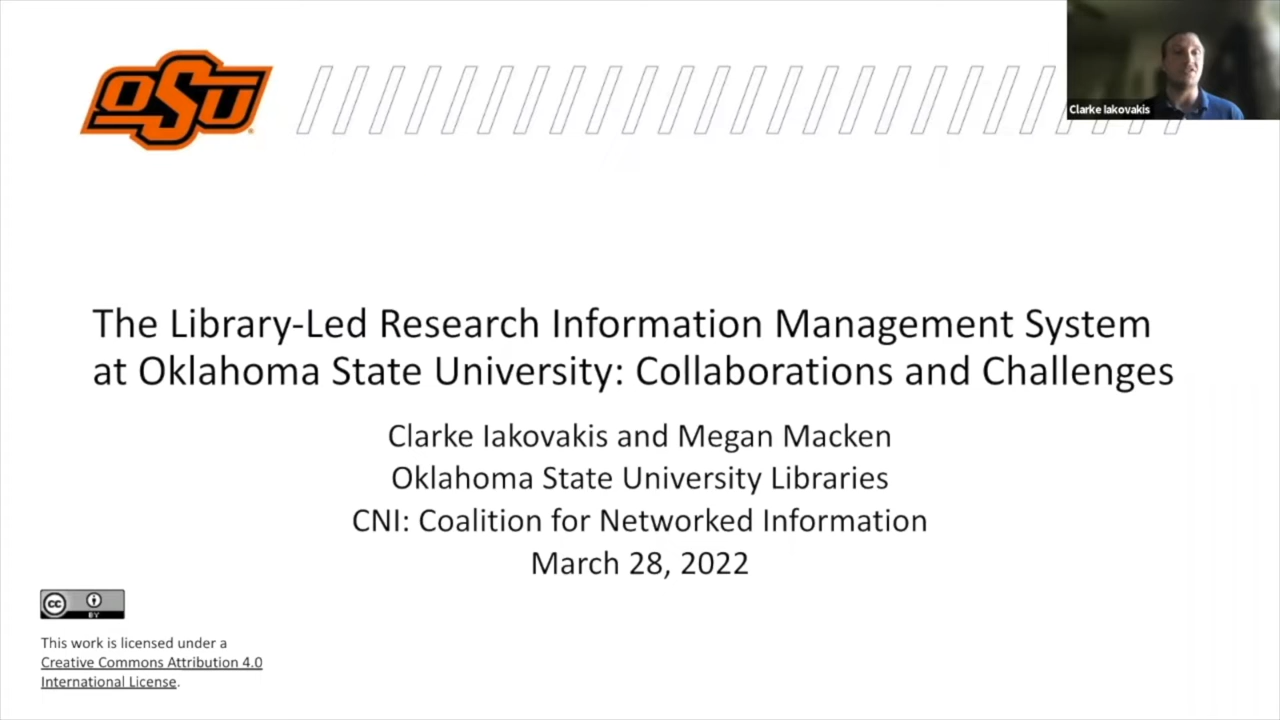 OSU
Clarke Iakovakis
The Library-Led Research Information Management System
at Oklahoma State University: Collaborations and Challenges
Clarke Iakovakis and Megan Macken
Oklahoma State University Libraries
CNI: Coalition for Networked Information
March 28, 2022
cc
BY
This work is licensed under a
Creative Commons Attribution 4.0
International License.